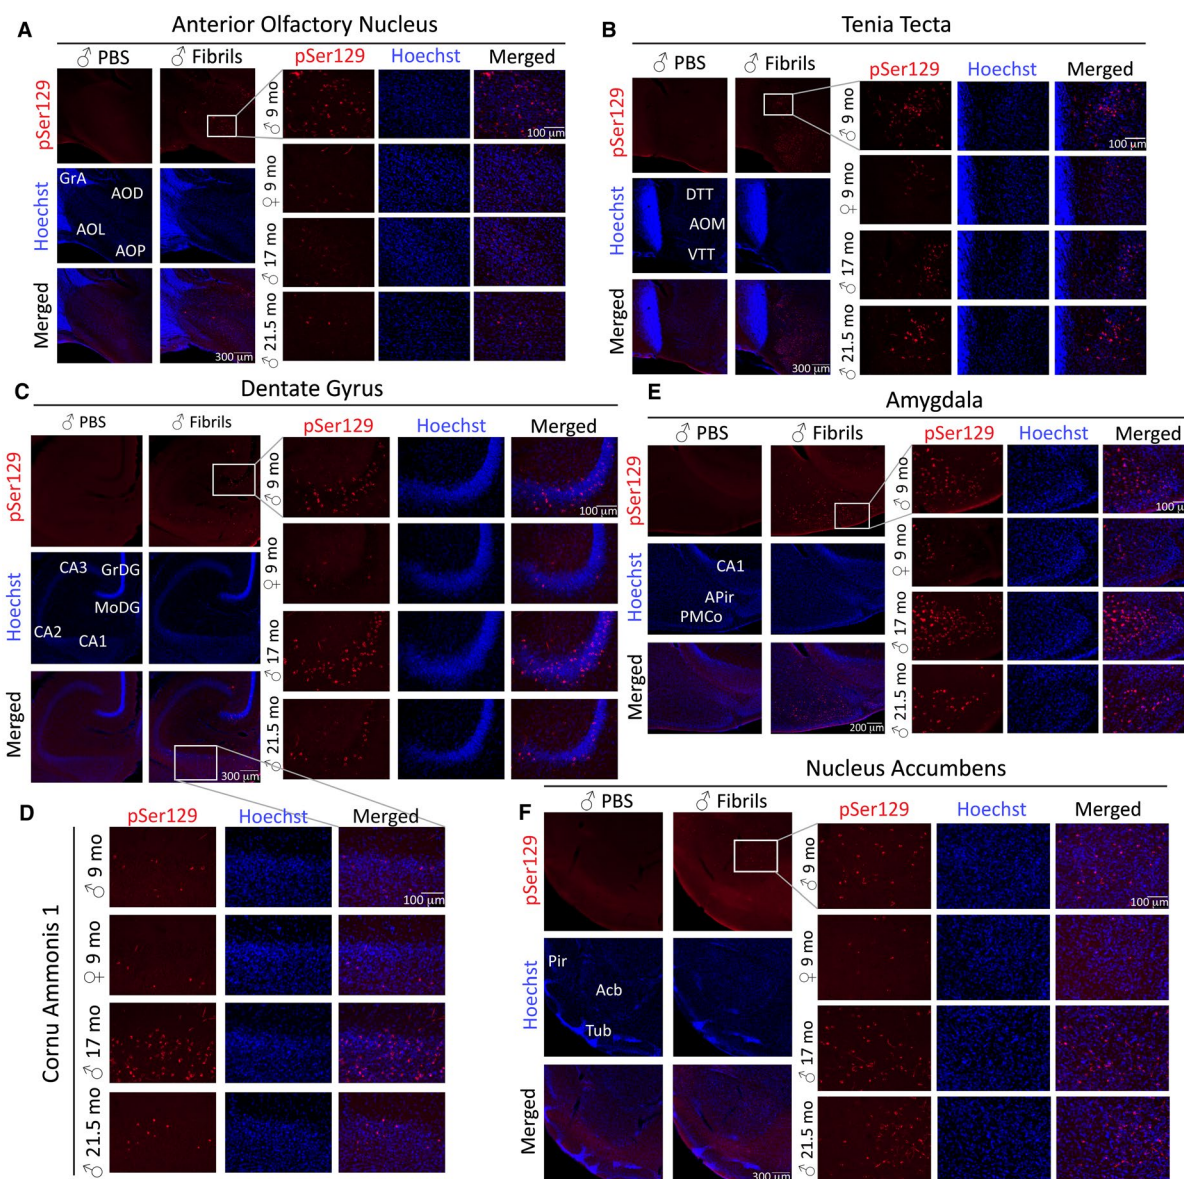 A
Anterior Olfactory Nucleus
♂ PBS
♂ Fibrils
pSer129
Hoechst
Merged
pSer129
Hoechst
Merged
GrA
AOD
AOL
AOP
300 µm
♂ 9 mo
♀ 9 mo
♂ 17 mo
♂ 21.5 mo
100 µm
B
Tenia Tecta
♂ PBS
♂ Fibrils
pSer129
Hoechst
Merged
pSer129
Hoechst
Merged
DTT
AOM
VTT
300 µm
♂ 9 mo
♀ 9 mo
♂ 17 mo
♂ 21.5 mo
100 µm
C
Dentate Gyrus
♂ PBS
♂ Fibrils
pSer129
Hoechst
Merged
pSer129
Hoechst
Merged
CA3
GrDG
MoDG
CA2
CA1
300 µm
♂ 9 mo
♀ 9 mo
♂ 17 mo
♂ 21.5 mo
100 µm
E
Amygdala
♂ PBS
♂ Fibrils
pSer129
Hoechst
Merged
pSer129
Hoechst
Merged
CA1
APir
PMCo
200 µm
♂ 9 mo
♀ 9 mo
♂ 17 mo
♂ 21.5 mo
100 µm
D
Cornu Ammonis 1
pSer129
Hoechst
Merged
♂ 9 mo
♀ 9 mo
♂ 17 mo
♂ 21.5 mo
100 µm
F
Nucleus Accumbens
♂ PBS
♂ Fibrils
pSer129
Hoechst
Merged
pSer129
Hoechst
Merged
Pir
Acb
Tub
300 µm
♂ 9 mo
♀ 9 mo
♂ 17 mo
♂ 21.5 mo
100 µm